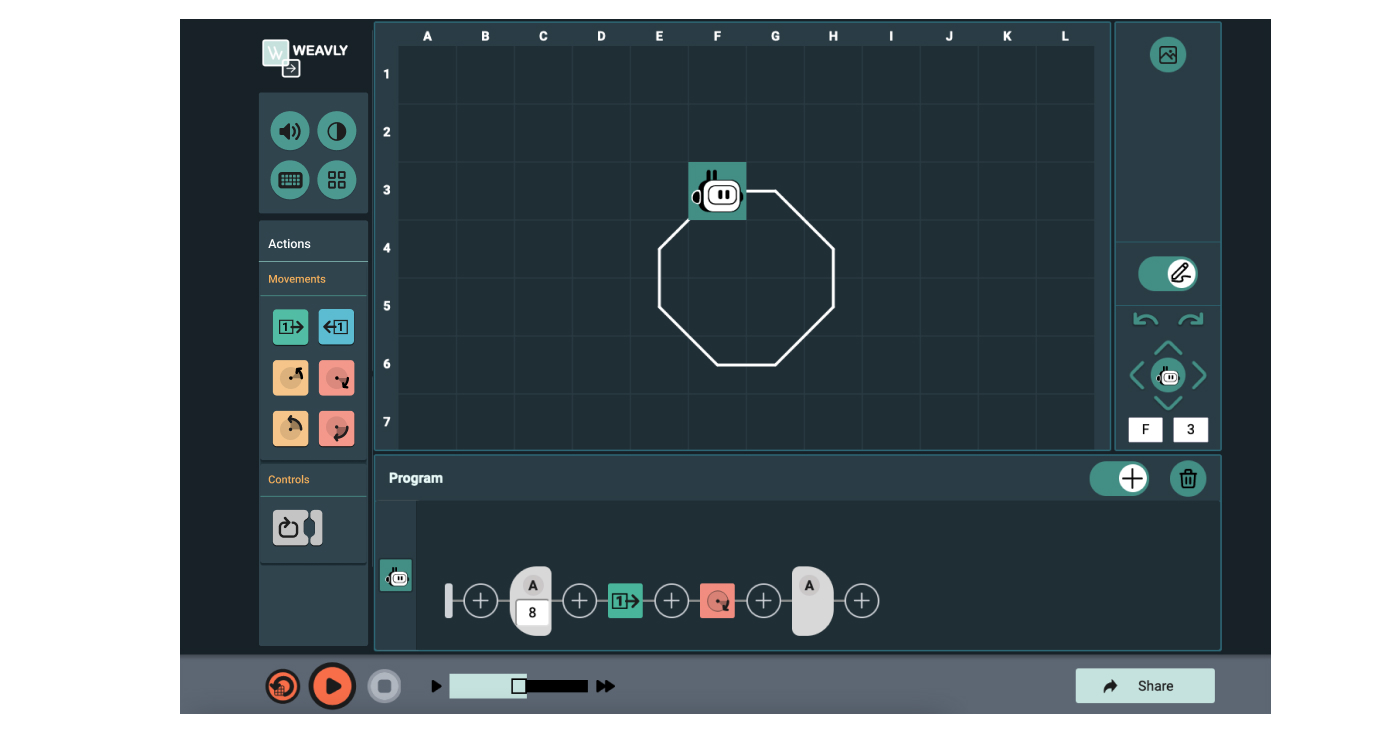 W WEAVLY
A B C D E F G H I J K L
1
2
3
4
5
6
7
Actions
Movements
1
1
Controls
F 3
Program
A
8
1
A
Share